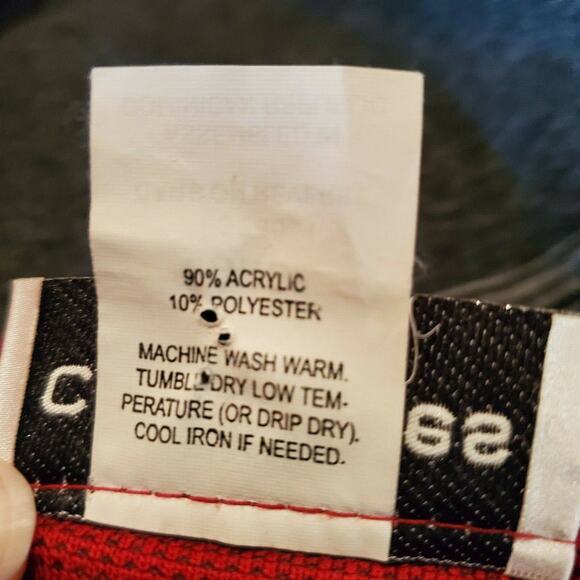 90% ACRYLIC
10% POLYESTER
MACHINE WASH WARM.
TUMBLE DRY LOW TEM-
PERATURE (OR DRIP DRY).
COOL IRON IF NEEDED.
c
es